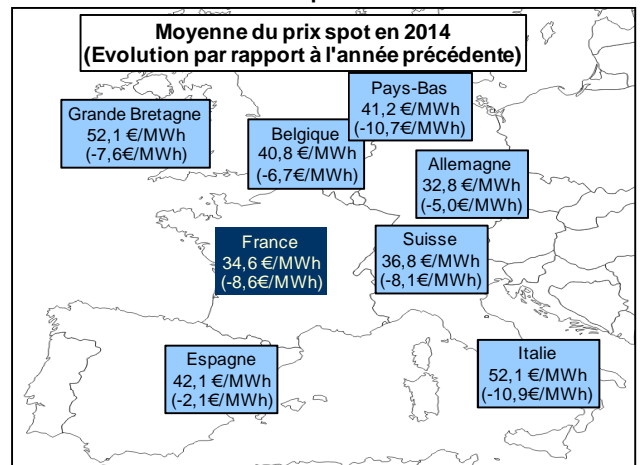 Moyenne du prix spot en 2014
(Evolution par rapport à l'année précédente)
Pays-Bas
41,2 €/MWh
(-10,7€/MWh)
Grande Bretagne
52,1 €/MWh
(-7,6€/MWh)
Belgique
40,8 €/MWh
(-6,7€/MWh)
Allemagne
32,8 €/MWh
(-5,0€/MWh)
France
34,6 €/MWh
(-8,6€/MWh)
Suisse
36,8 €/MWh
(-8,1€/MWh)
Espagne
42,1 €/MWh
(-2,1€/MWh)
Italie
52,1 €/MWh
(-10,9€/MWh)